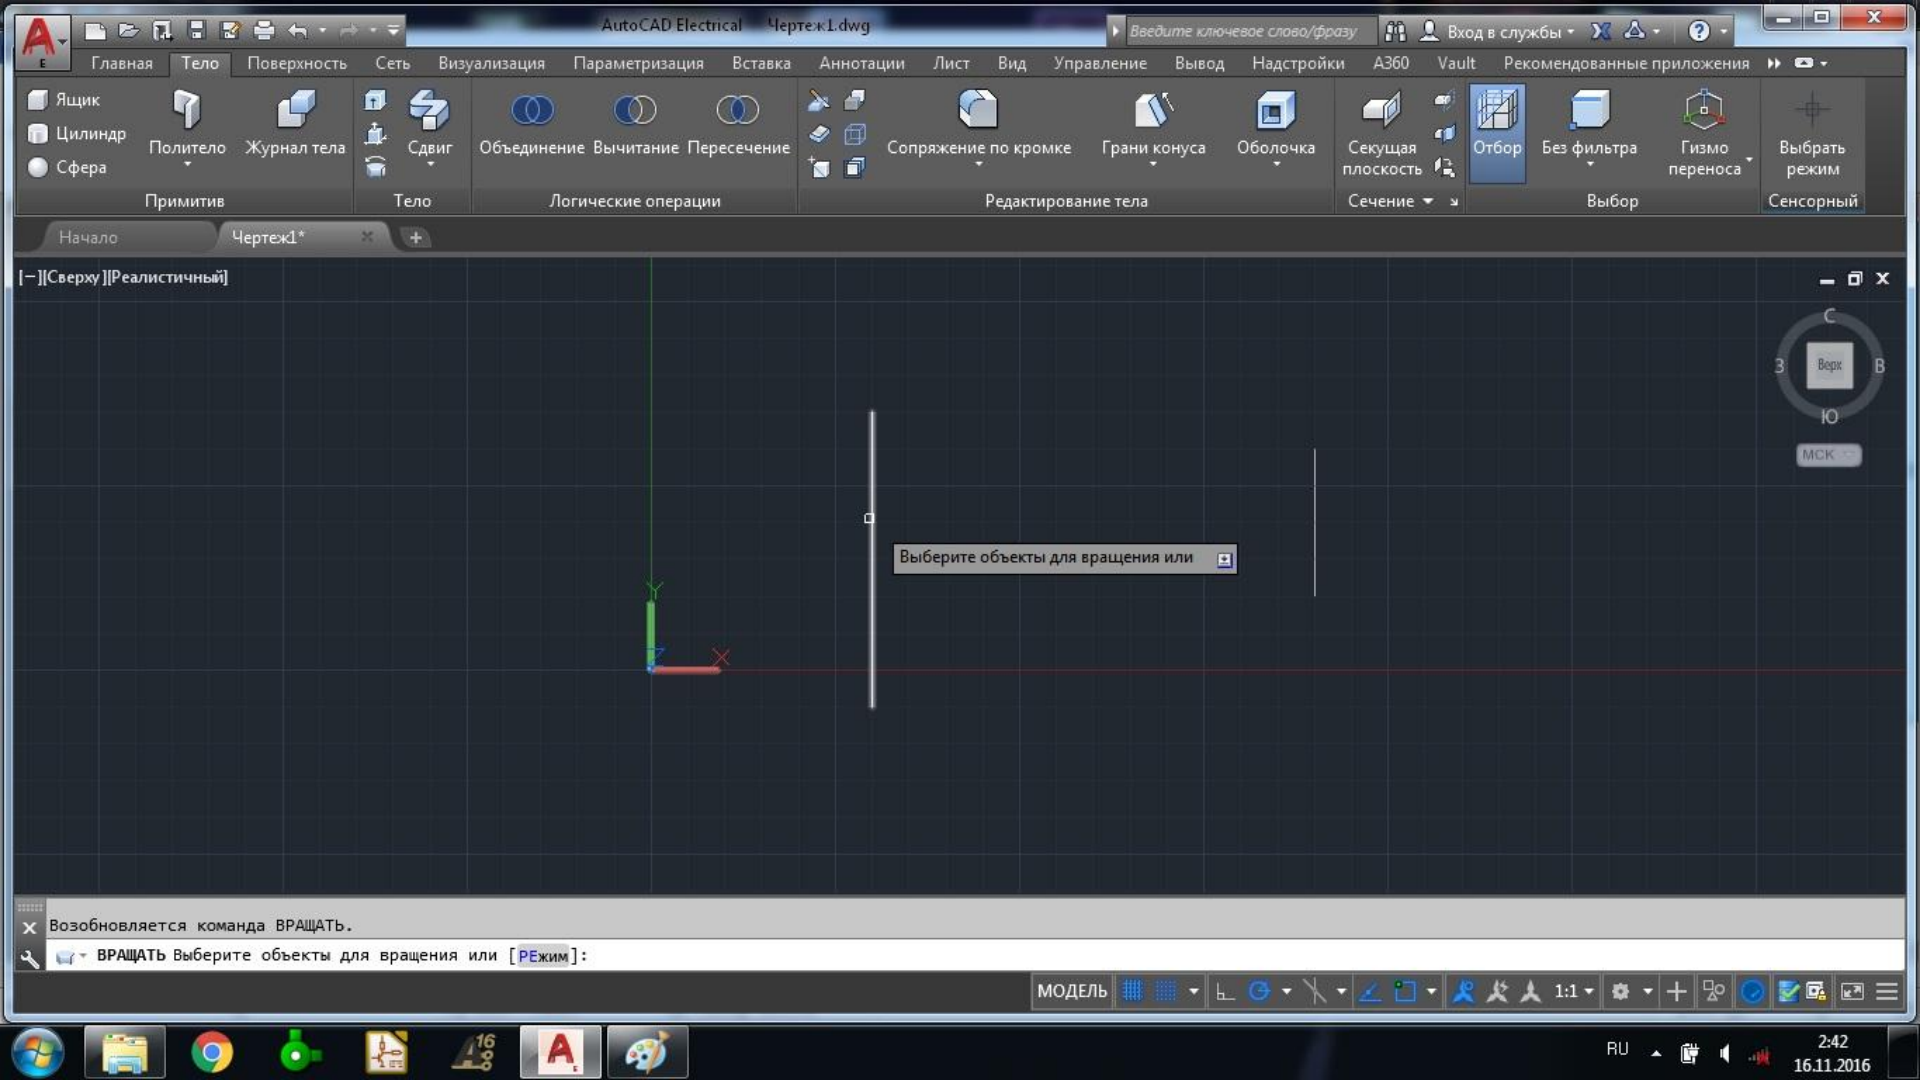 AutoCAD Electrical Чертеж1.dwg
Введите ключевое слово/фразу
Вход в службы
E
Главная Тело Поверхность Сеть Визуализация Параметризация Вставка Аннотации Лист Вид Управление Вывод Надстройки A360 Vault Рекомендованные приложения
Ящик
Цилиндр
Сфера
Политело Журнал тела
Сдвиг
Объединение Вычитание Пересечение
Сопряжение по кромке Грани конуса Оболочка
Секущая плоскость
Отбор Без фильтра Гизмо переноса
Выбрать режим
Примитив Тело Логические операции Редактирование тела Сечение Выбор Сенсорный
Начало Чертеж1*
[−][Сверху][Реалистичный]
С
З Верх В
Ю
МСК
Y
Z X
Выберите объекты для вращения или
Возобновляется команда ВРАЩАТЬ.
ВРАЩАТЬ Выберите объекты для вращения или [РЕжим]:
МОДЕЛЬ 1:1
16
RU 2:42
16.11.2016